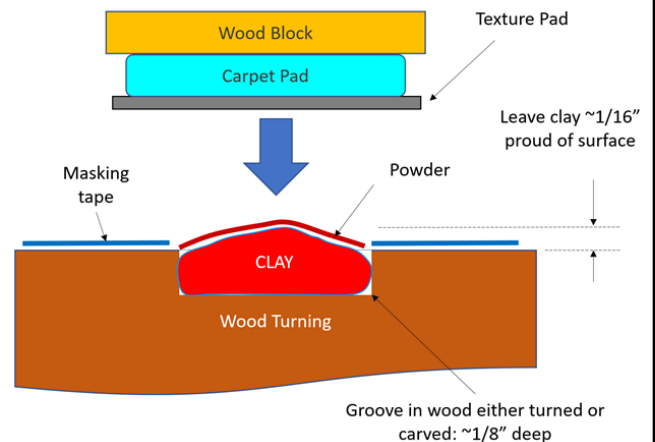 Wood Block
Texture Pad
Carpet Pad
Leave clay ~1/16”
proud of surface
Masking
tape
Powder
CLAY
Wood Turning
Groove in wood either turned or
carved: ~1/8” deep